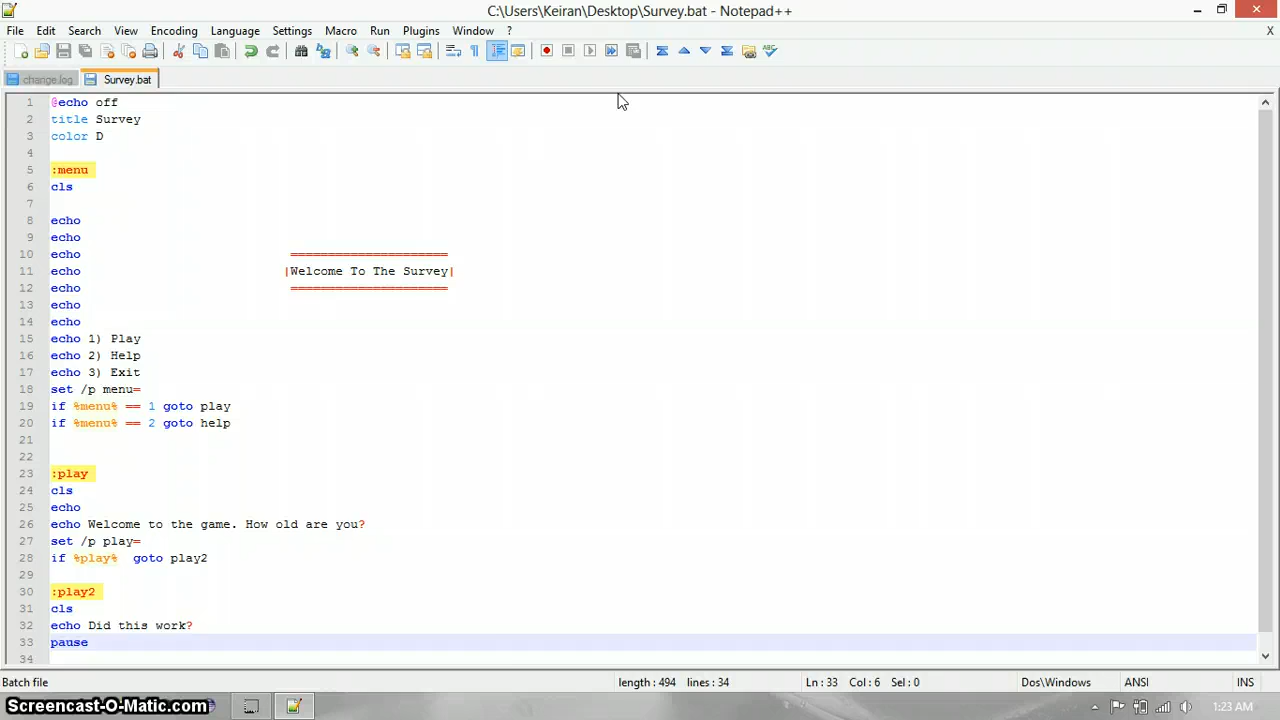 C:\Users\Keiran\Desktop\Survey.bat - Notepad++
File Edit Search View Encoding Language Settings Macro Run Plugins Window ? X
change.log Survey.bat
1 @echo off
2 title Survey
3 color D
4
5 :menu
6 cls
7
8 echo
9 echo
10 echo =====================
11 echo |Welcome To The Survey|
12 echo =====================
13 echo
14 echo
15 echo 1) Play
16 echo 2) Help
17 echo 3) Exit
18 set /p menu=
19 if %menu% == 1 goto play
20 if %menu% == 2 goto help
21
22
23 :play
24 cls
25 echo
26 echo Welcome to the game. How old are you?
27 set /p play=
28 if %play%  goto play2
29
30 :play2
31 cls
32 echo Did this work?
33 pause
34
Batch file length : 494 lines : 34 Ln : 33 Col : 6 Sel : 0 Dos\Windows ANSI INS
Screencast-O-Matic.com 1:23 AM